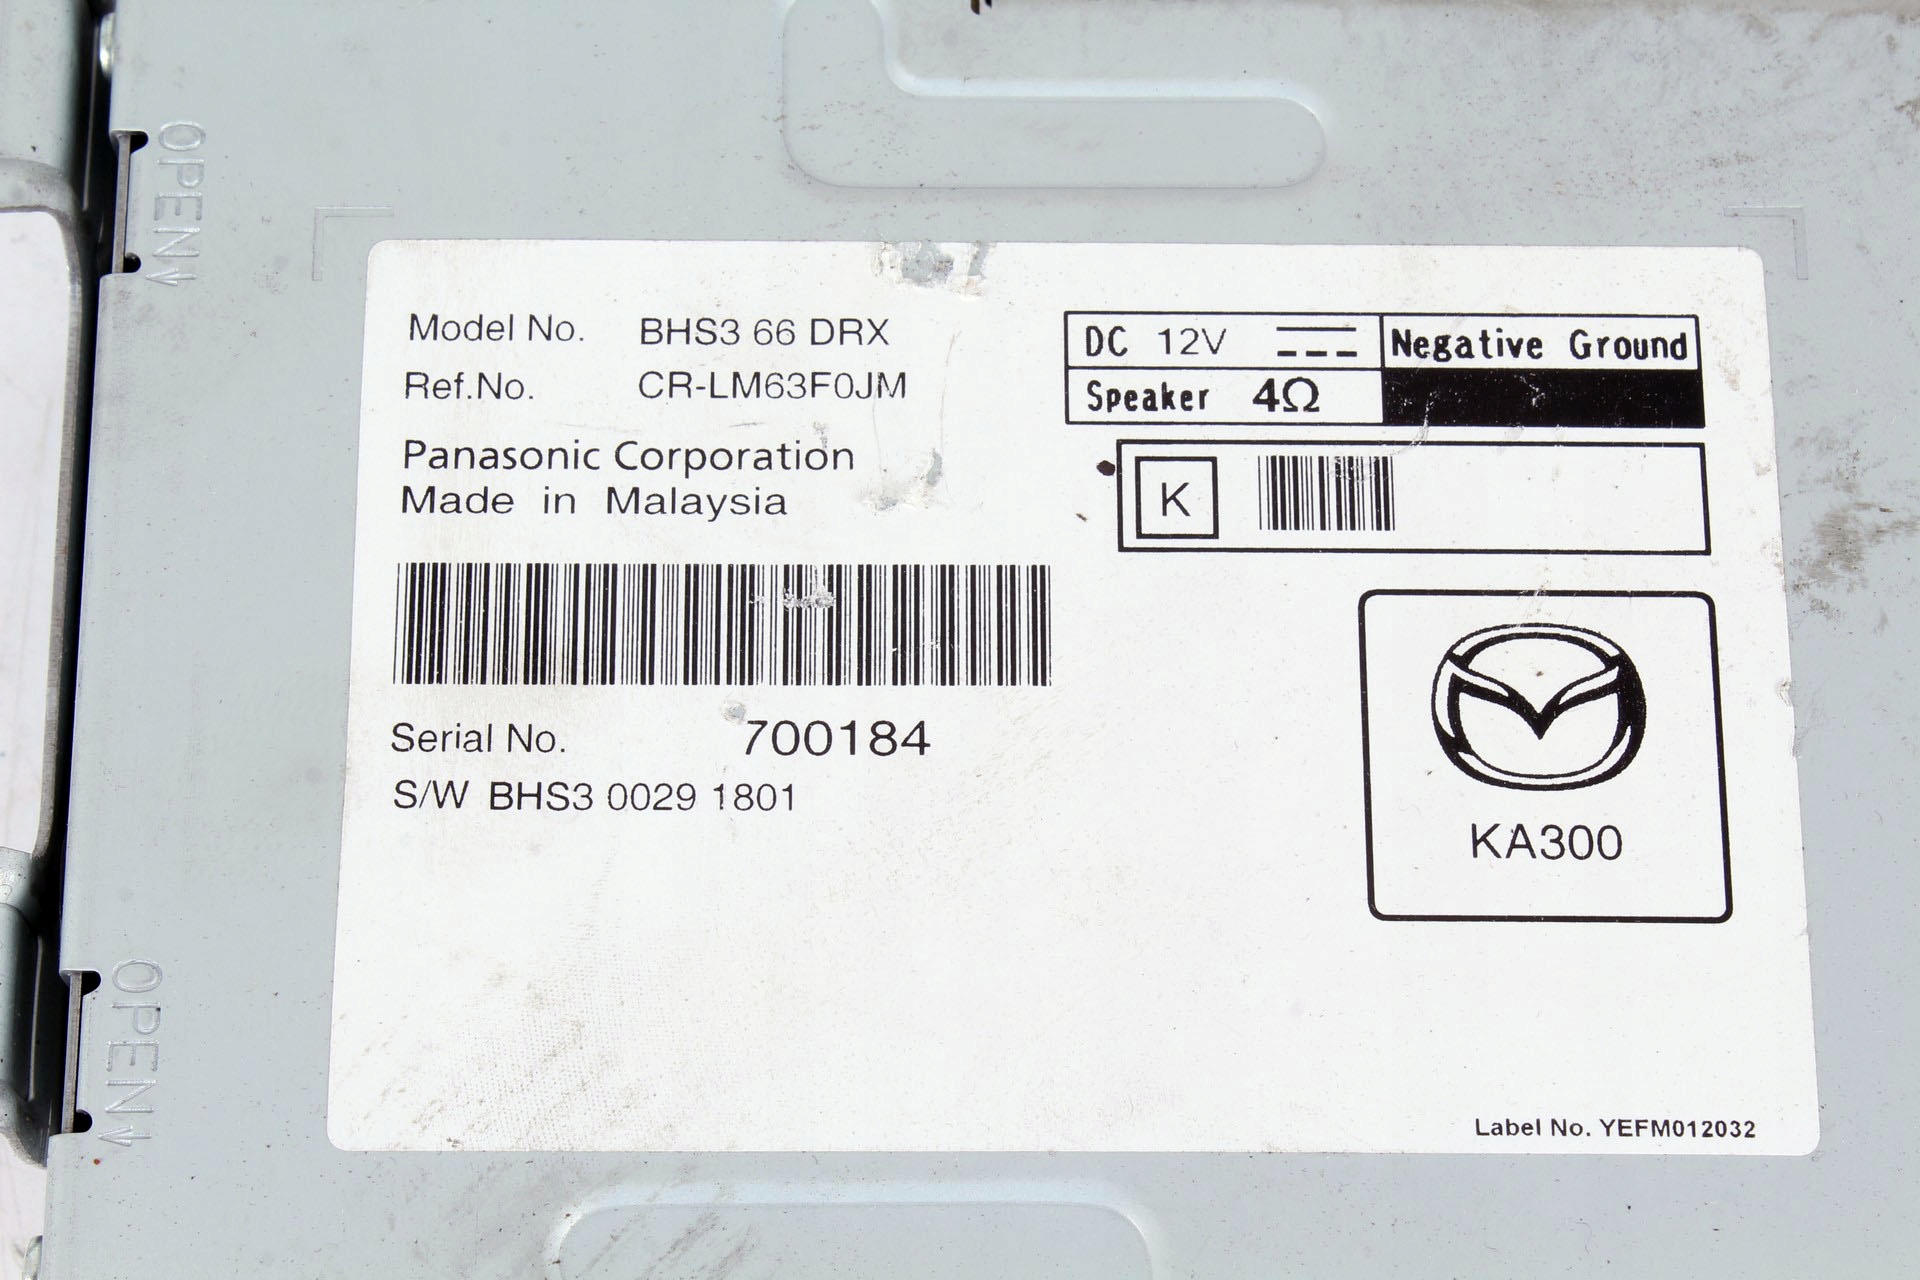 OPEN
Model No. BHS3 66 DRX
Ref.No. CR-LM63F0JM
Panasonic Corporation
Made in Malaysia
DC 12V Negative Ground
Speaker 4Ω
K
Serial No. 700184
S/W BHS3 0029 1801
KA300
OPEN
Label No. YEFM012032